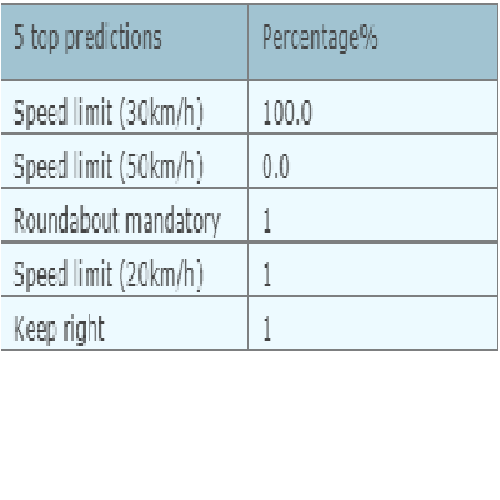 5 top predictions Percentage%
Speed limit (30km/h) 100.0
Speed limit (50km/h) 0.0
Roundabout mandatory 1
Speed limit (20km/h) 1
Keep right 1